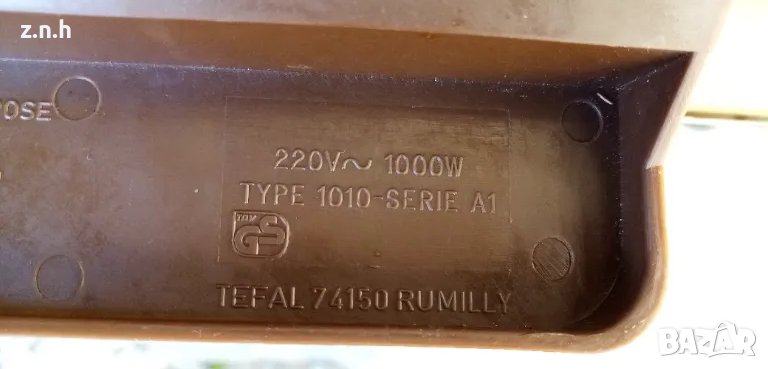 z.n.h
OSE
220V~ 1000W
TYPE 1010-SERIE A1
GS
TEFAL 74150 RUMILLY
BAZAR